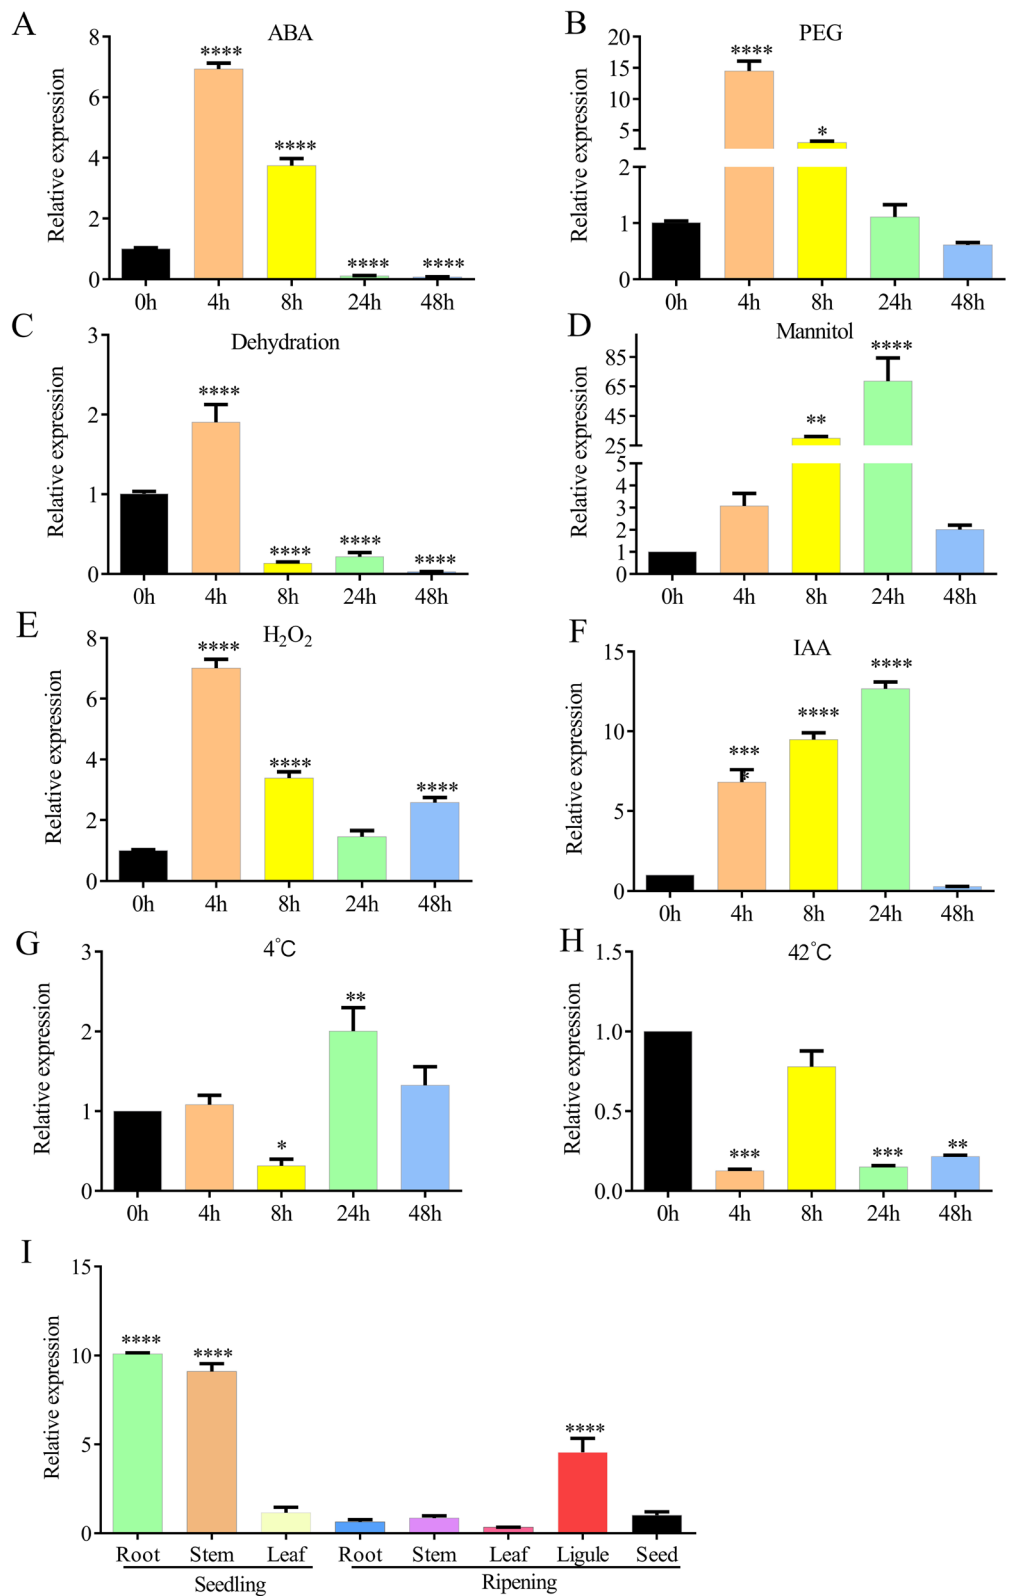 A
ABA
Relative expression
8
6
4
2
0
****
****
****
****
0h 4h 8h 24h 48h
B
PEG
Relative expression
20
15
10
5
2
1
0
****
*
0h 4h 8h 24h 48h
C
Dehydration
Relative expression
3
2
1
0
****
****
****
****
0h 4h 8h 24h 48h
D
Mannitol
Relative expression
85
65
45
25
5
4
3
2
1
0
**
****
0h 4h 8h 24h 48h
E
H₂O₂
Relative expression
8
6
4
2
0
****
****
****
0h 4h 8h 24h 48h
F
IAA
Relative expression
15
10
5
0
***
*
****
****
0h 4h 8h 24h 48h
G
4°C
Relative expression
3
2
1
0
*
**
0h 4h 8h 24h 48h
H
42°C
Relative expression
1.5
1.0
0.5
0.0
***
***
**
0h 4h 8h 24h 48h
I
Relative expression
15
10
5
0
****
****
****
Root Stem Leaf Root Stem Leaf Ligule Seed
Seedling Ripening